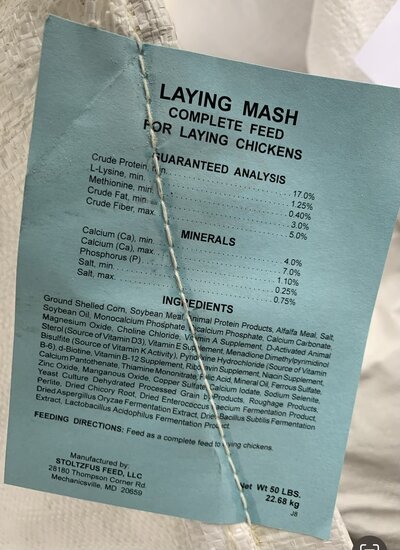 LAYING MASH
COMPLETE FEED
FOR LAYING CHICKENS
GUARANTEED ANALYSIS
Crude Protein, min. 17.0%
L-Lysine, min. 1.25%
Methionine, min. 0.40%
Crude Fat, min. 3.0%
Crude Fiber, max. 5.0%
MINERALS
Calcium (Ca), min. 4.0%
Calcium (Ca), max. 7.0%
Phosphorus (P) 1.10%
Salt, min. 0.25%
Salt, max. 0.75%
INGREDIENTS
Ground Shelled Corn, Soybean Meal, Animal Protein Products, Alfalfa Meal, Salt,
Soybean Oil, Monocalcium Phosphate, Dicalcium Phosphate, Calcium Carbonate,
Magnesium Oxide, Choline Chloride, Vitamin A Supplement, D-Activated Animal
Sterol (Source of Vitamin D3), Vitamin E Supplement, Menadione Dimethylpyrimidinol
Bisulfite (Source of Vitamin K Activity), Pyridoxine Hydrochloride (Source of Vitamin
B-6), d-Biotine, Vitamin B-12 Supplement, Riboflavin Supplement, Niacin Supplement,
Calcium Pantothenate, Thiamine Mononitrate, Folic Acid, Mineral Oil, Ferrous Sulfate,
Zinc Oxide, Manganous Oxide, Copper Sulfate, Calcium Iodate, Sodium Selenite,
Yeast Culture Dehydrated Processed Grain by-Products, Roughage Products,
Perlite, Dried Chicory Root, Dried Enterococcus Faecium Fermentation Product,
Dried Aspergillus Oryzae Fermentation Extract, Dried Bacillus Subtilis Fermentation
Extract, Lactobacillus Acidophilus Fermentation Product.
FEEDING DIRECTIONS: Feed as a complete feed to laying chickens.
Manufactured by:
STOLTZFUS FEED, LLC
28180 Thompson Corner Rd.
Mechanicsville, MD 20659
Net Wt 50 LBS.
22.68 kg
J8